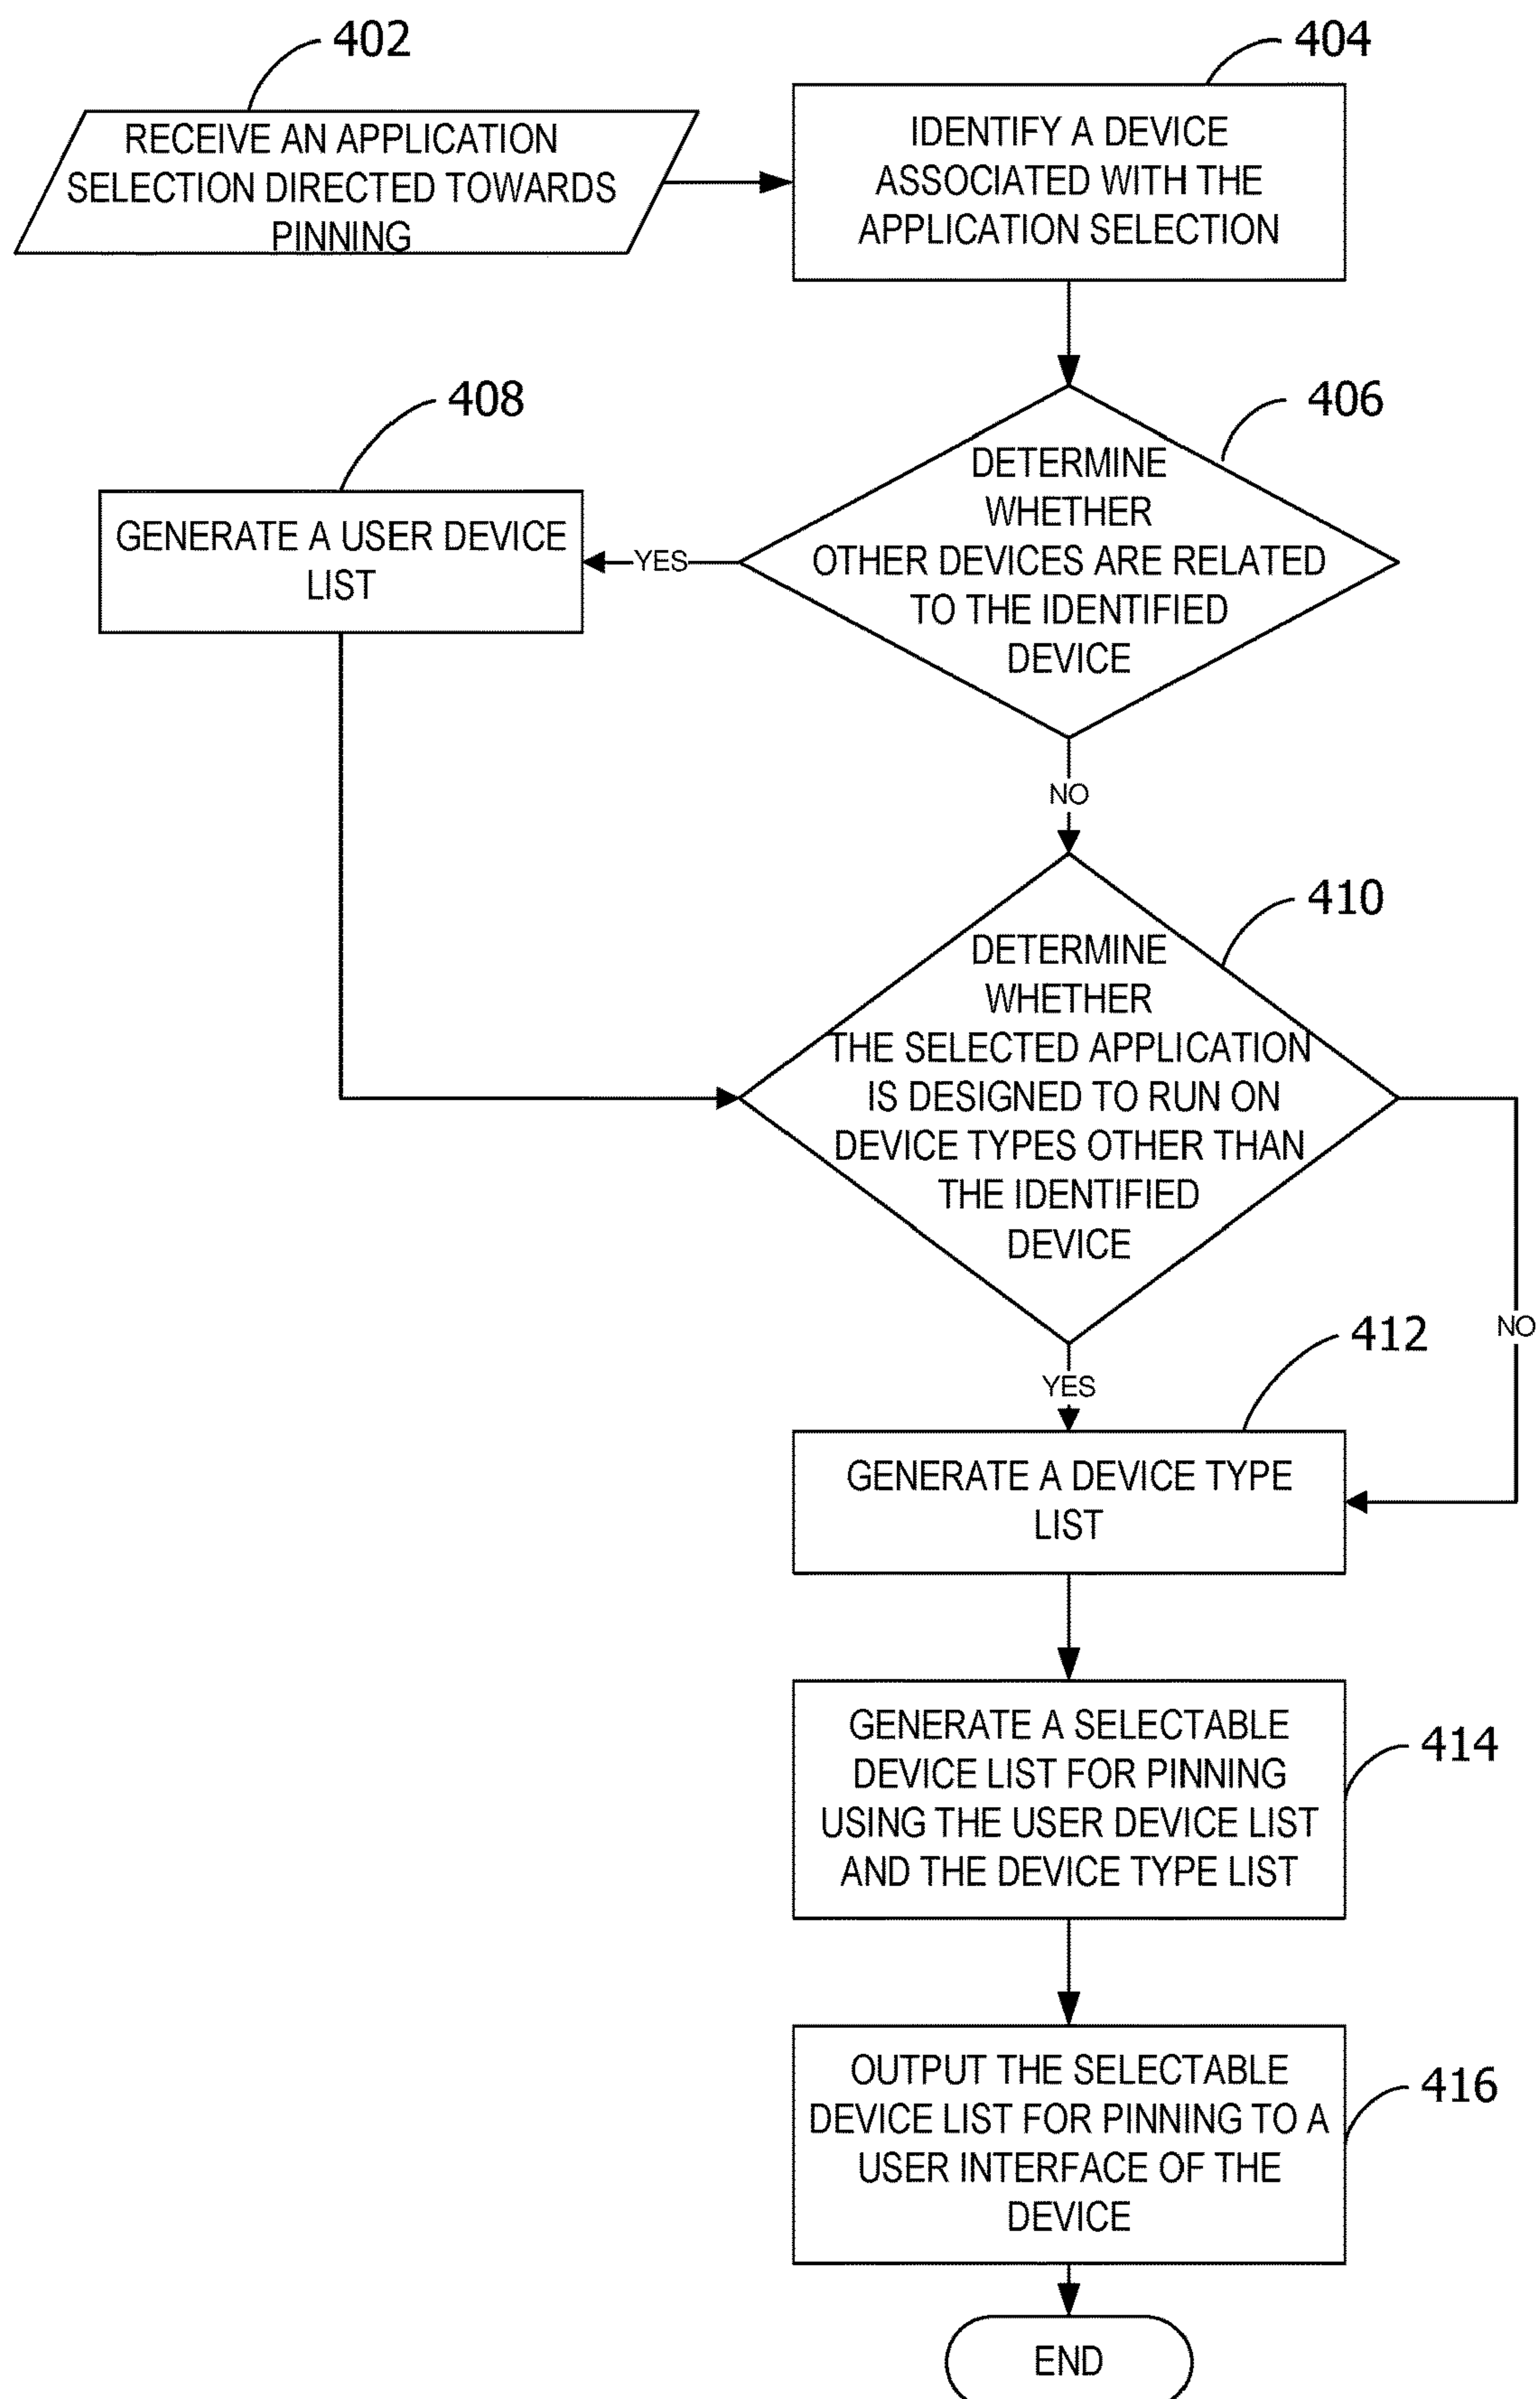 402
RECEIVE AN APPLICATION
SELECTION DIRECTED TOWARDS
PINNING
404
IDENTIFY A DEVICE
ASSOCIATED WITH THE
APPLICATION SELECTION
406
DETERMINE
WHETHER
OTHER DEVICES ARE RELATED
TO THE IDENTIFIED
DEVICE
YES
408
GENERATE A USER DEVICE
LIST
NO
410
DETERMINE
WHETHER
THE SELECTED APPLICATION
IS DESIGNED TO RUN ON
DEVICE TYPES OTHER THAN
THE IDENTIFIED
DEVICE
NO
YES
412
GENERATE A DEVICE TYPE
LIST
414
GENERATE A SELECTABLE
DEVICE LIST FOR PINNING
USING THE USER DEVICE LIST
AND THE DEVICE TYPE LIST
416
OUTPUT THE SELECTABLE
DEVICE LIST FOR PINNING TO A
USER INTERFACE OF THE
DEVICE
END